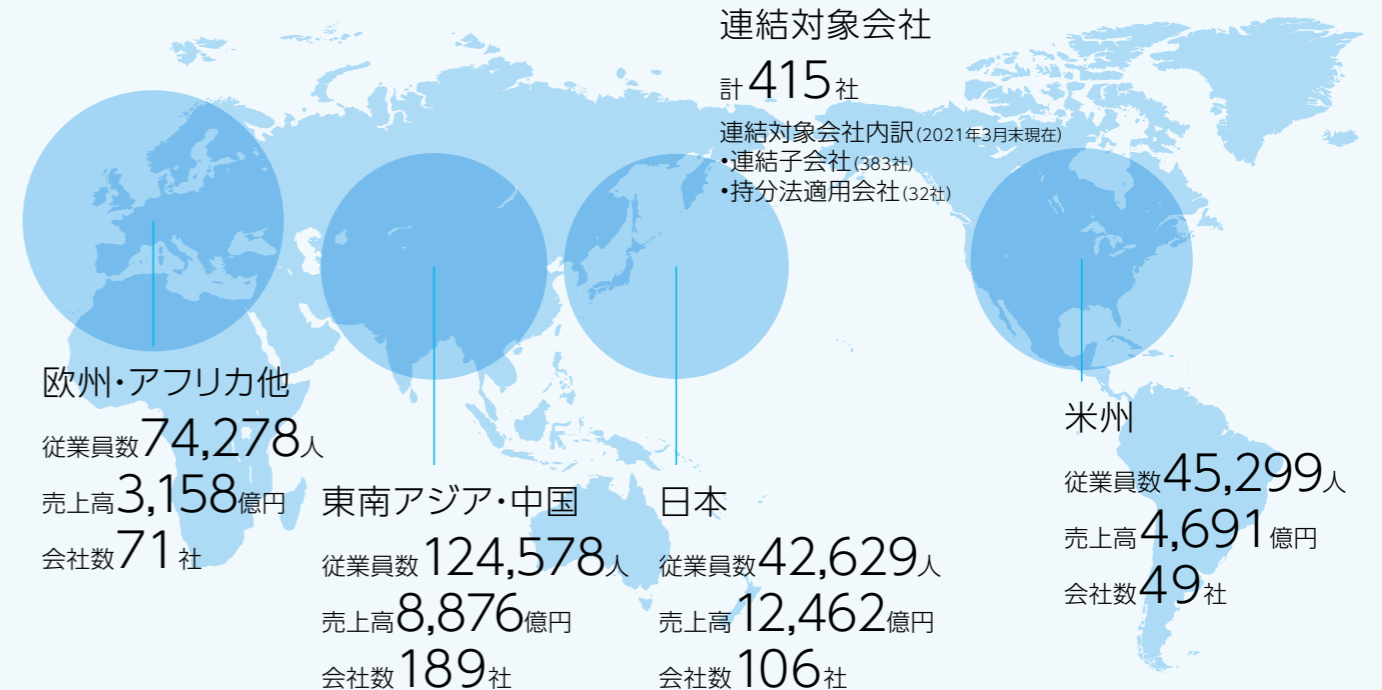 連結対象会社
計415社
連結対象会社内訳(2021年3月末現在)
•連結子会社(383社)
•持分法適用会社(32社)
欧州・アフリカ他
従業員数74,278人
売上高3,158億円
会社数71社
東南アジア・中国
従業員数124,578人
売上高8,876億円
会社数189社
日本
従業員数42,629人
売上高12,462億円
会社数106社
米州
従業員数45,299人
売上高4,691億円
会社数49社